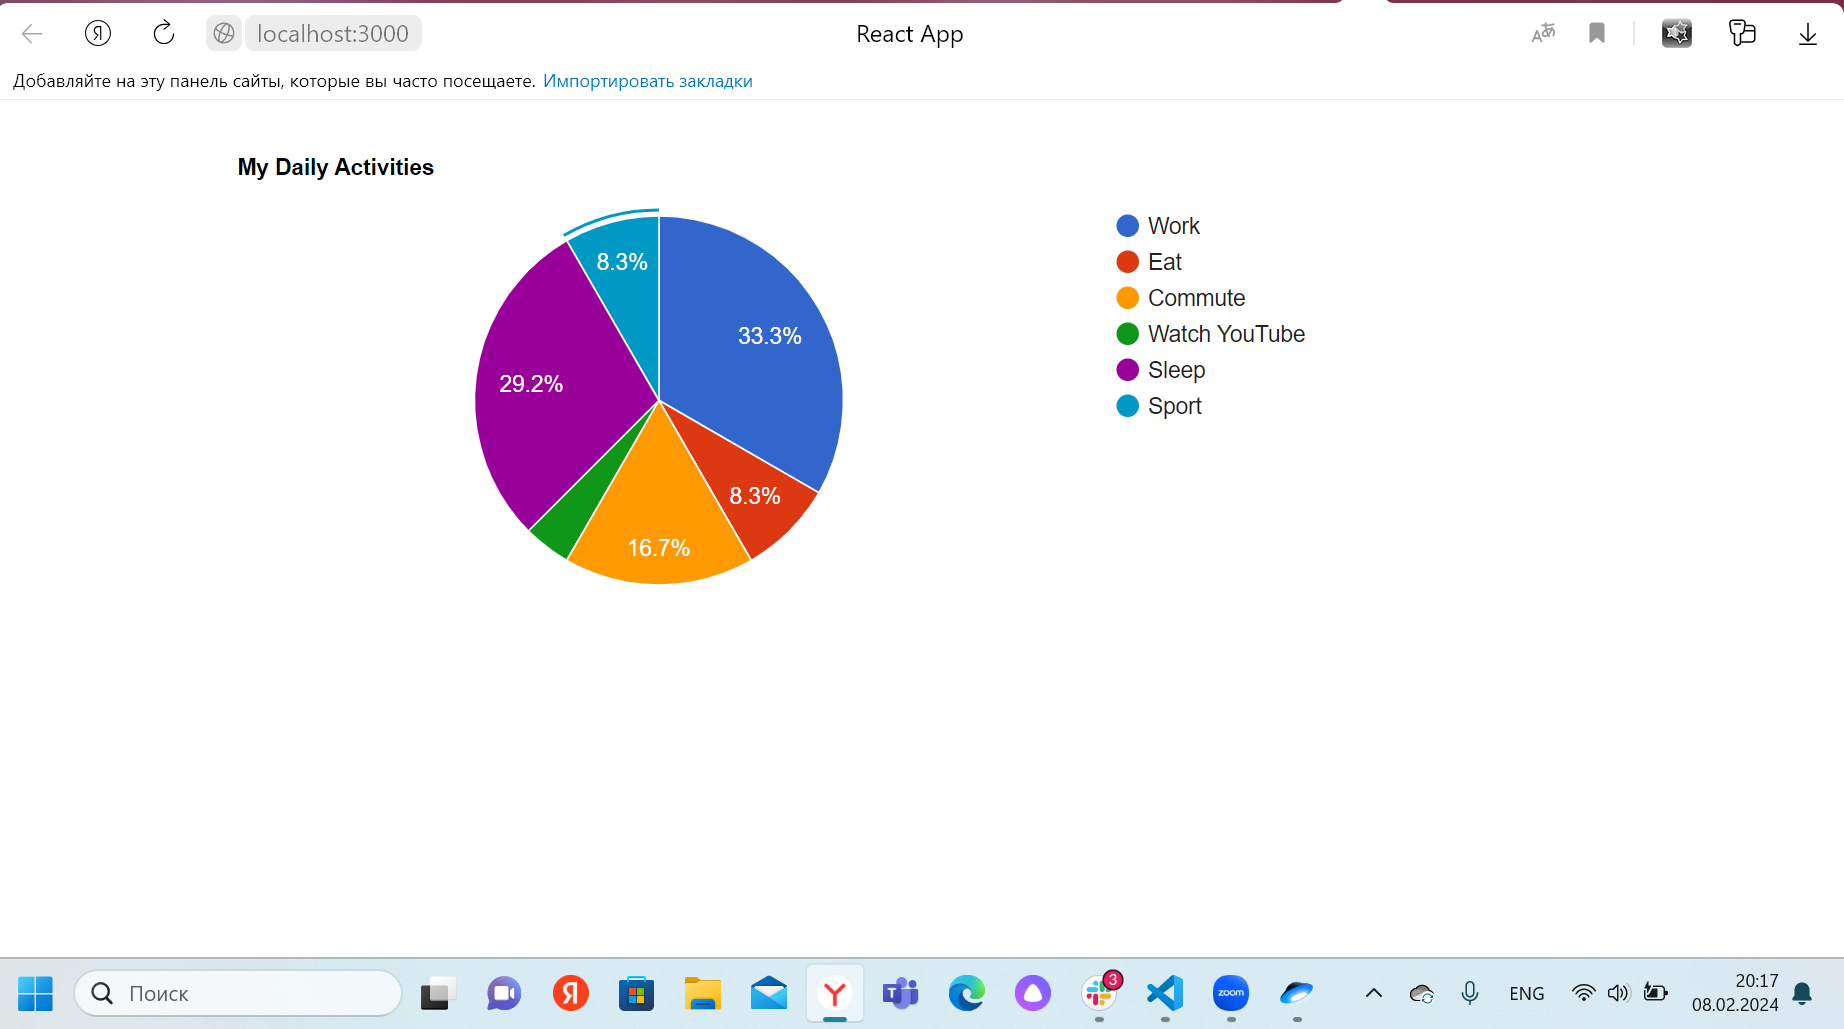 Я
localhost:3000
React App
Добавляйте на эту панель сайты, которые вы часто посещаете. Импортировать закладки
My Daily Activities
8.3%
33.3%
29.2%
8.3%
16.7%
Work
Eat
Commute
Watch YouTube
Sleep
Sport
Поиск
Я
Y
T
3
zoom
ENG
20:17
08.02.2024